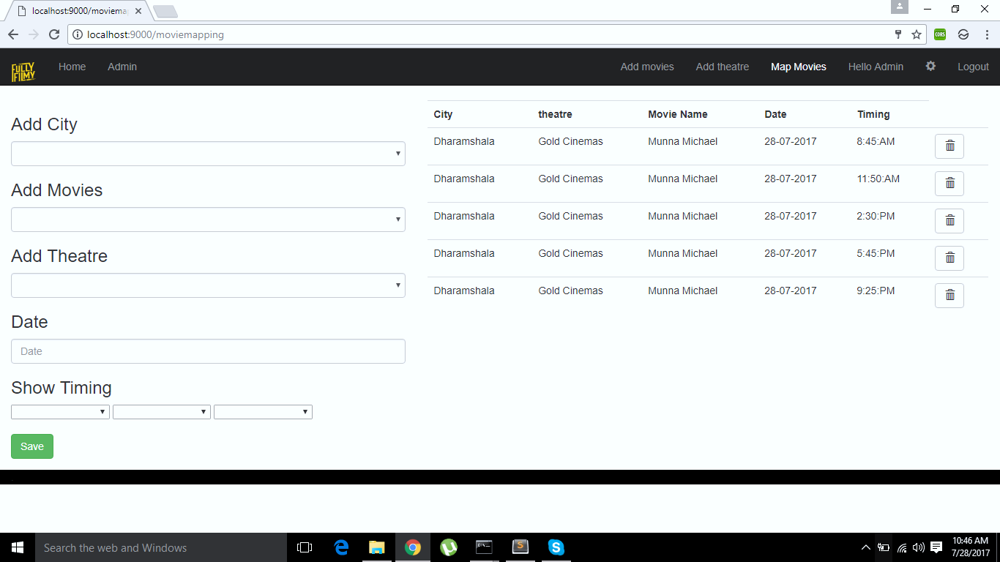 localhost:9000/moviema
localhost:9000/moviemapping
CORS
FULLY FILMY
Home
Admin
Add movies
Add theatre
Map Movies
Hello Admin
Logout
Add City
Add Movies
Add Theatre
Date
Date
Show Timing
Save
City theatre Movie Name Date Timing
Dharamshala Gold Cinemas Munna Michael 28-07-2017 8:45:AM
Dharamshala Gold Cinemas Munna Michael 28-07-2017 11:50:AM
Dharamshala Gold Cinemas Munna Michael 28-07-2017 2:30:PM
Dharamshala Gold Cinemas Munna Michael 28-07-2017 5:45:PM
Dharamshala Gold Cinemas Munna Michael 28-07-2017 9:25:PM
Search the web and Windows
10:46 AM
7/28/2017